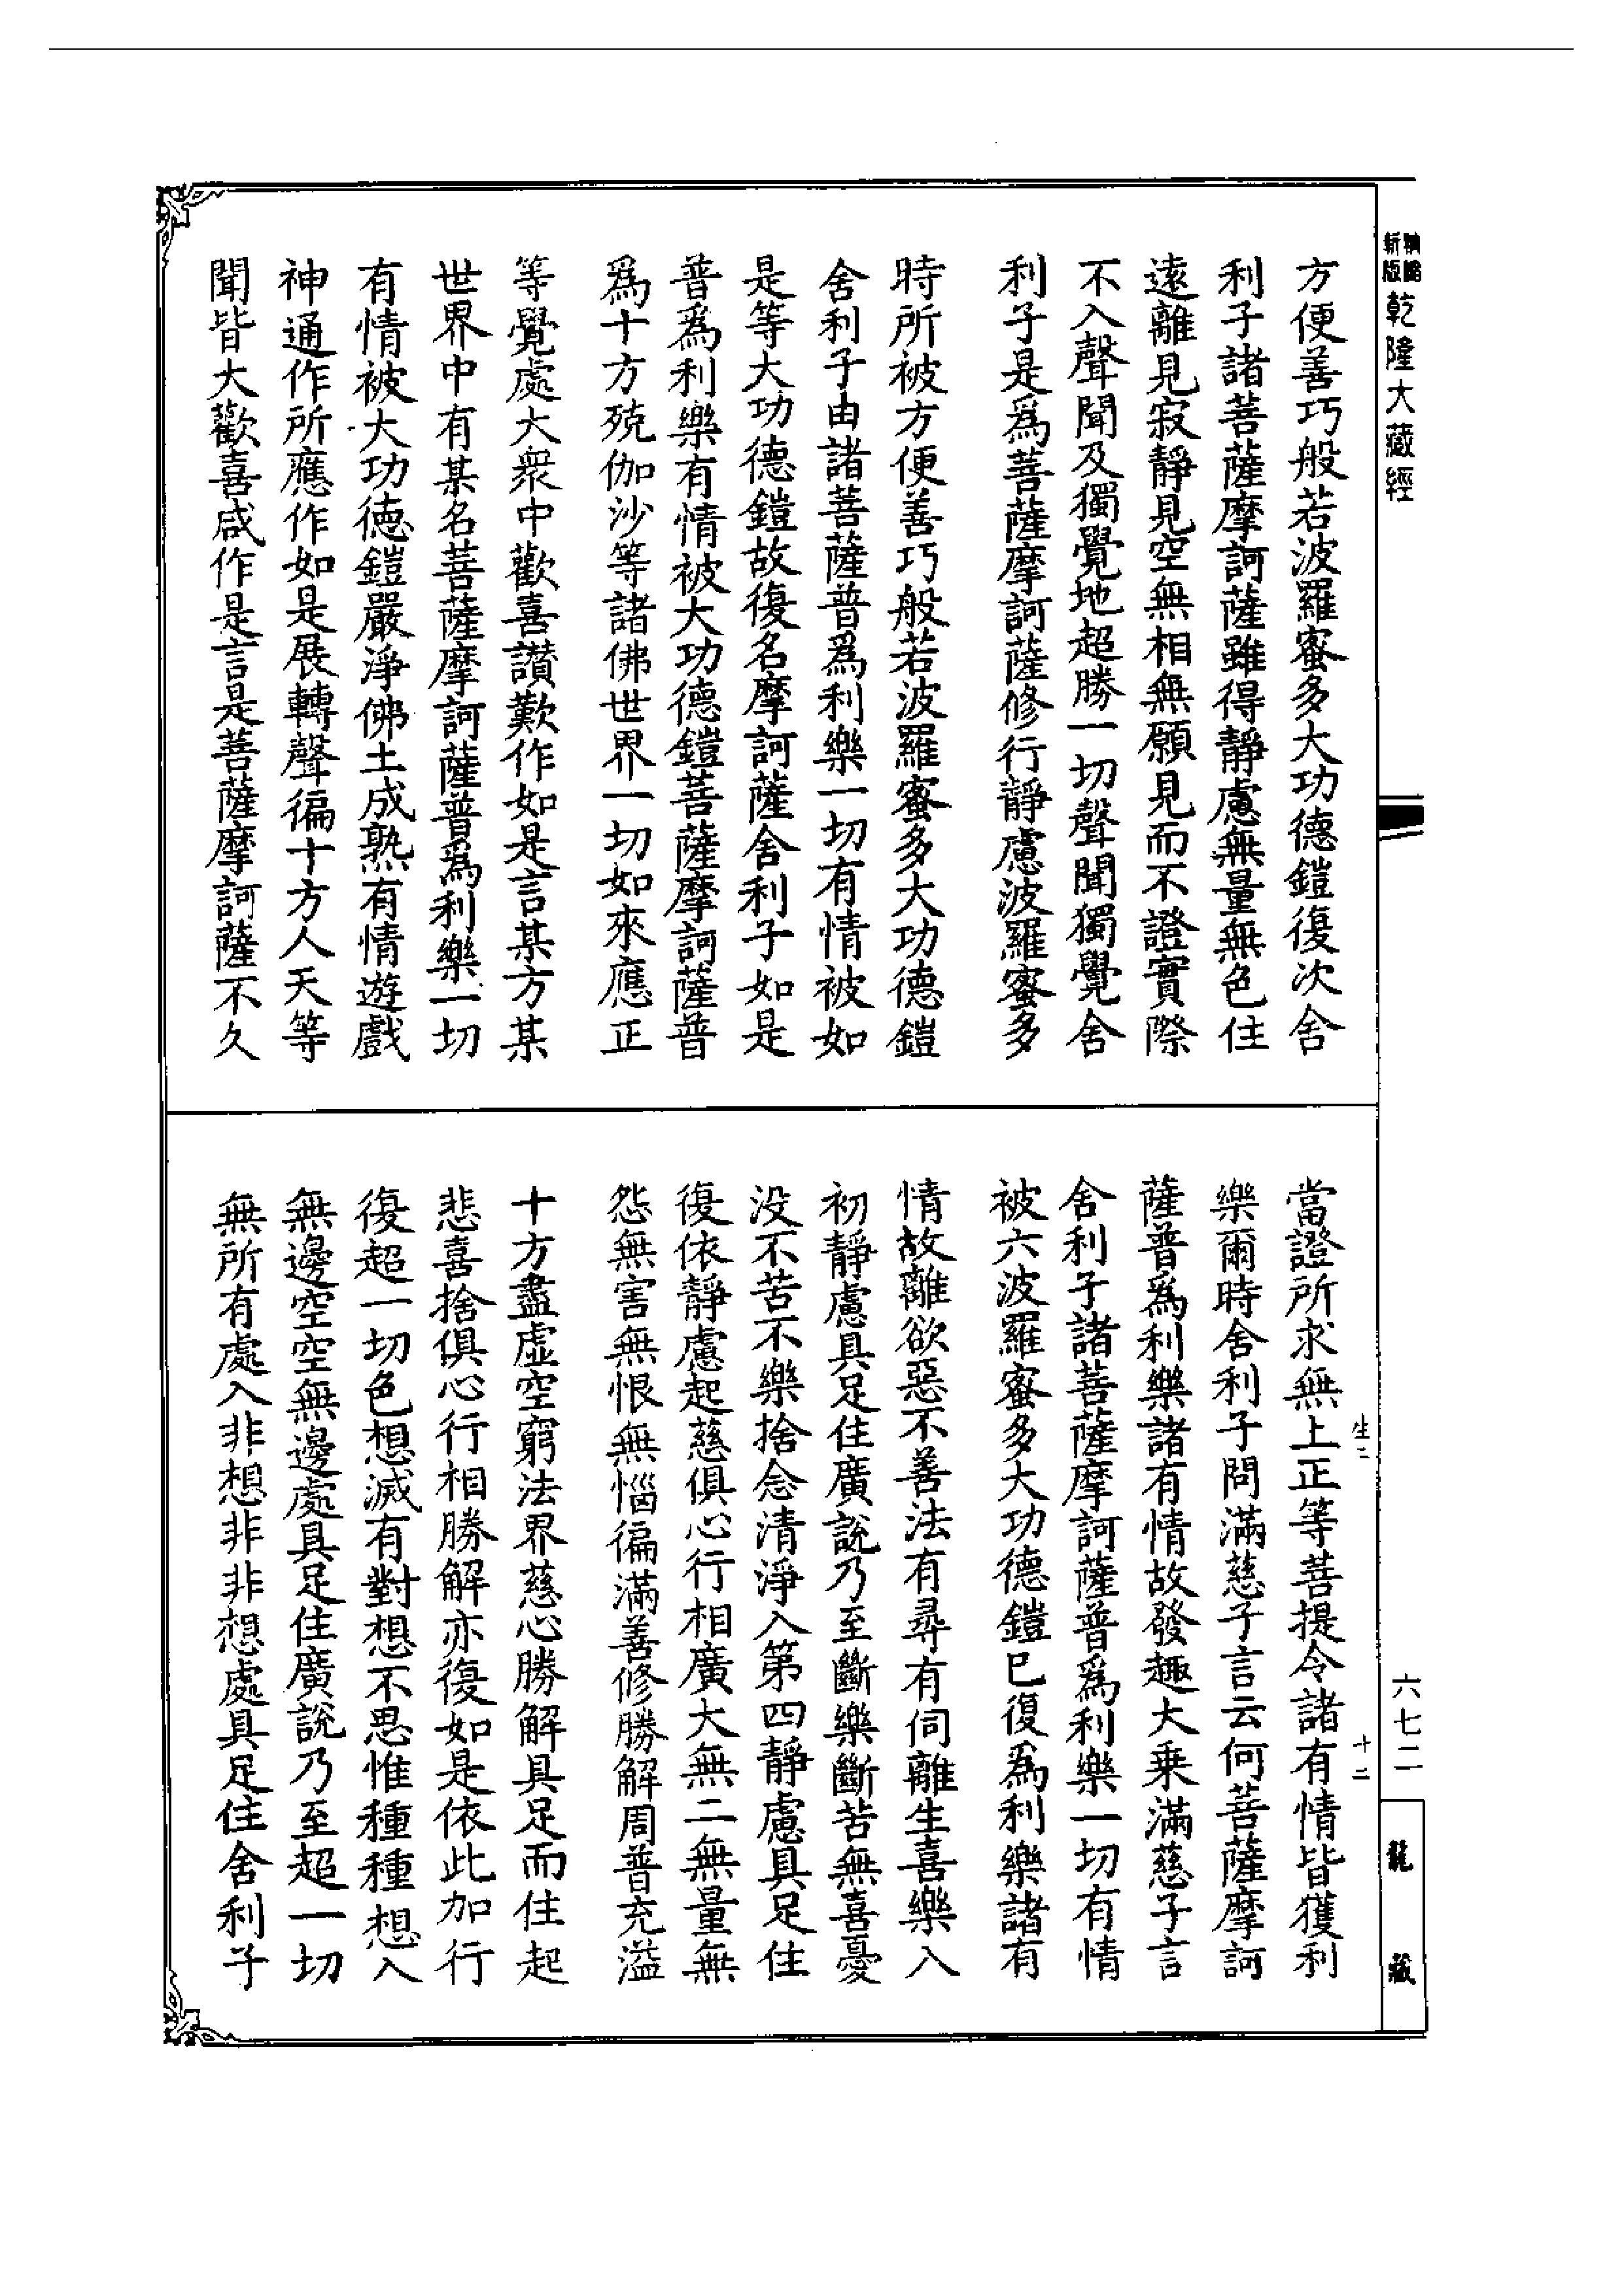 新版精縮乾隆大藏經
方便善巧般若波羅蜜多大功德鎧復次舍
利子諸菩薩摩訶薩雖得靜慮無量無色住
遠離見寂靜見空無相無願見而不證實際
不入聲聞及獨覺地超勝一切聲聞獨覺舍
利子是爲菩薩摩訶薩修行靜慮波羅蜜多
時所被方便善巧般若波羅蜜多大功德鎧
舍利子由諸菩薩普爲利樂一切有情被如
是等大功德鎧故復名摩訶薩舍利子如是
普爲利樂有情被大功德鎧菩薩摩訶薩普
爲十方殑伽沙等諸佛世界一切如來應正
等覺處大衆中歡喜讃歎作如是言某方某
世界中有某名菩薩摩訶薩普爲利樂一切
有情被大功德鎧嚴淨佛土成熟有情遊戲
神通作所應作如是展轉聲徧十方人天等
聞皆大歡喜咸作是言是菩薩摩訶薩不久
當證所求無上正等菩提令諸有情皆獲利
樂爾時舍利子問滿慈子言云何菩薩摩訶
薩普爲利樂諸有情故發趣大乗滿慈子言
舍利子諸菩薩摩訶薩普爲利樂一切有情
被六波羅蜜多大功德鎧已復爲利樂諸有
情故離欲惡不善法有尋有伺離生喜樂入
初靜慮具足住廣說乃至斷樂斷苦無喜憂
没不苦不樂捨念清淨入第四靜慮具足住
復依靜慮起慈俱心行相廣大無二無量無
怨無害無恨無惱徧滿善修勝解周普充溢
十方盡虛空窮法界慈心勝解具足而住起
悲喜捨俱心行相勝解亦復如是依此加行
復超一切色想滅有對想不思惟種種想入
無邊空空無邊處具足住廣說乃至超一切
無所有處入非想非非想處具足住舍利子
生二
十二
六七二
龍藏